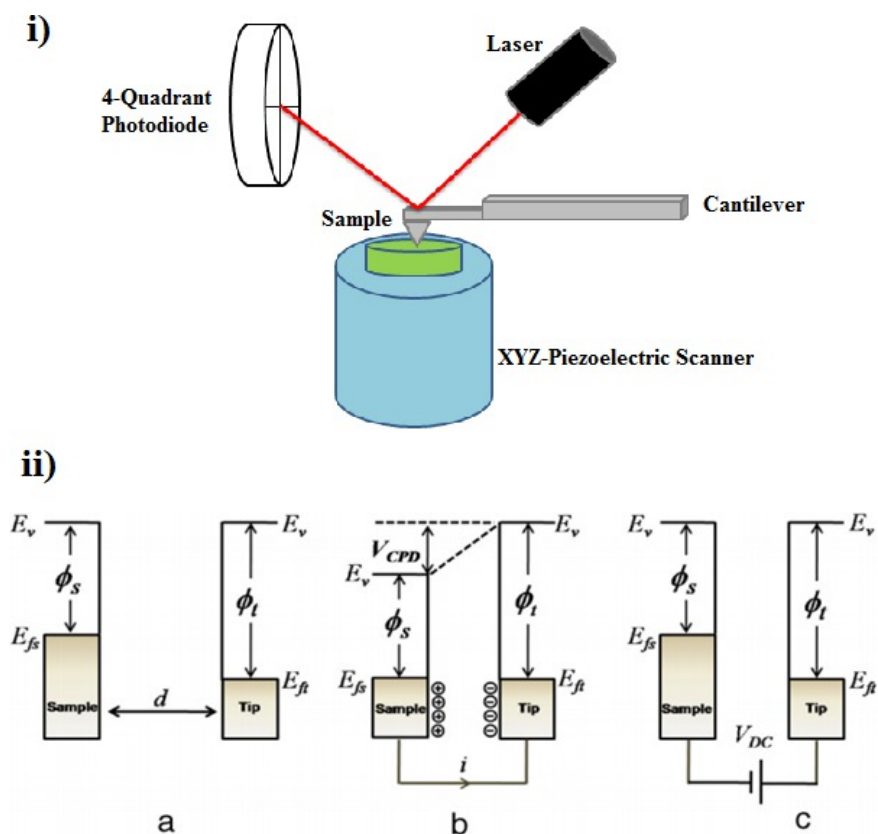 i)
Laser
4-Quadrant
Photodiode
Sample
Cantilever
XYZ-Piezoelectric Scanner
ii)
E_v
E_v
ϕ_s
ϕ_t
E_fs
E_ft
Sample
d
Tip
a
V_CPD
E_v
E_v
ϕ_s
ϕ_t
E_fs
E_ft
Sample
⊕ ⊕ ⊕ ⊕
⊖ ⊖ ⊖ ⊖
Tip
i
b
E_v
E_v
ϕ_s
ϕ_t
E_fs
E_ft
Sample
Tip
V_DC
c